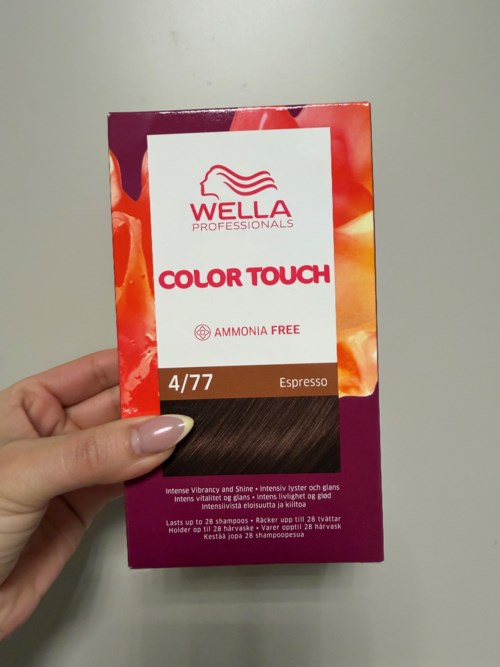 WELLA
PROFESSIONALS
COLOR TOUCH
AMMONIA FREE
4/77 Espresso
Intense Vibrancy and Shine • Intensiv lyster och glans
Intens vitalitet og glans • Intens livlighet og glød
Intensiivistä eloisuutta ja kiiltoa
Lasts up to 28 shampoos • Räcker upp till 28 tvättar
Holder op til 28 hårvaske • Varer opptil 28 hårvask
Kestää jopa 28 shampoopesua